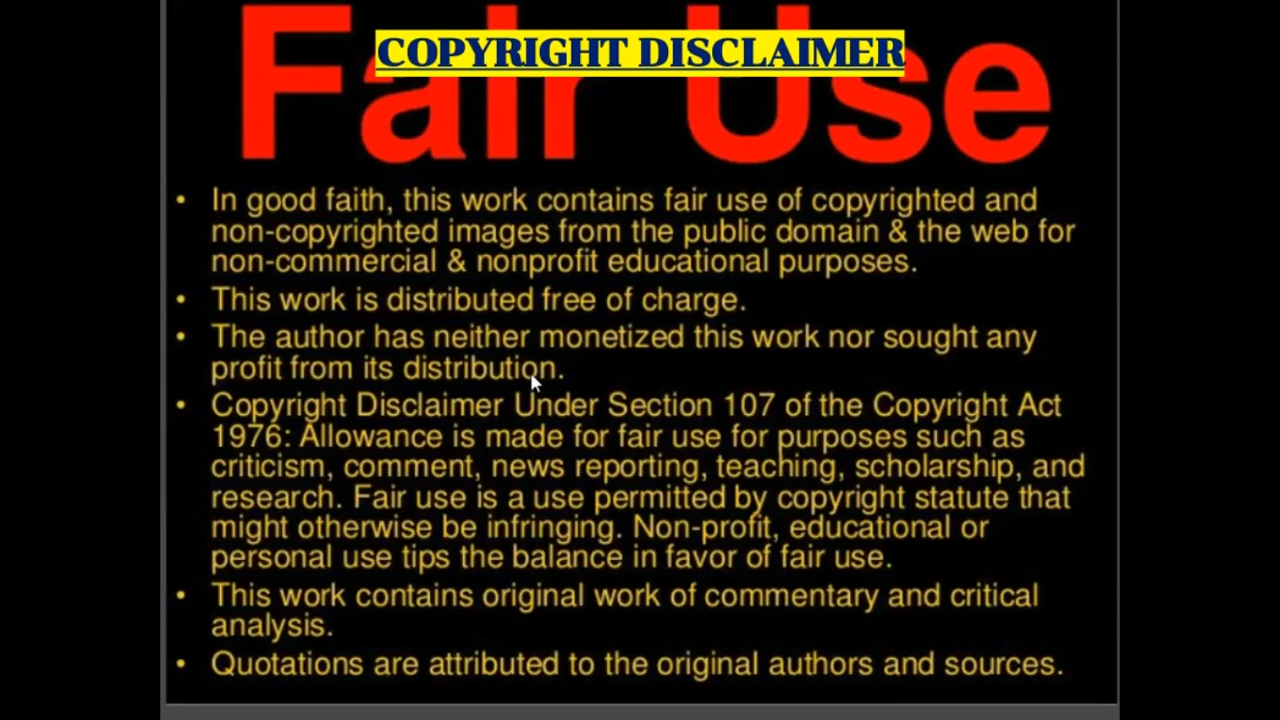 COPYRIGHT DISCLAIMER
Fair Use
• In good faith, this work contains fair use of copyrighted and
non-copyrighted images from the public domain & the web for
non-commercial & nonprofit educational purposes.
• This work is distributed free of charge.
• The author has neither monetized this work nor sought any
profit from its distribution.
• Copyright Disclaimer Under Section 107 of the Copyright Act
1976: Allowance is made for fair use for purposes such as
criticism, comment, news reporting, teaching, scholarship, and
research. Fair use is a use permitted by copyright statute that
might otherwise be infringing. Non-profit, educational or
personal use tips the balance in favor of fair use.
• This work contains original work of commentary and critical
analysis.
• Quotations are attributed to the original authors and sources.